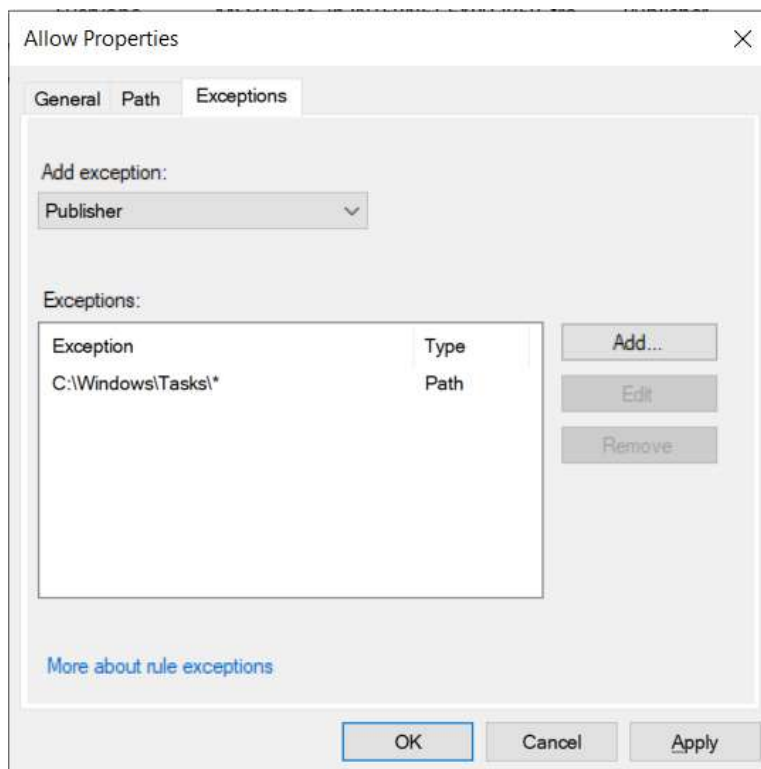 Allow Properties
General Path Exceptions
Add exception:
Publisher
Exceptions:
Exception Type
C:\Windows\Tasks\* Path
Add...
Edit
Remove
More about rule exceptions
OK Cancel Apply